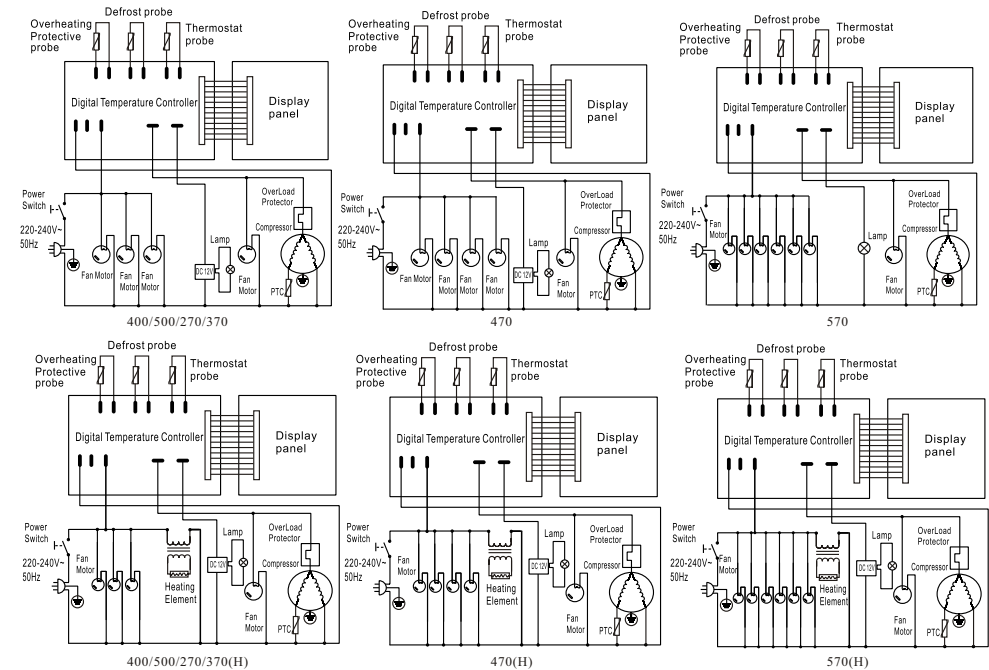 Defrost probe
Overheating
Protective
probe
Thermostat
probe
Digital Temperature Controller
Display
panel
Power
Switch
220-240V~
50Hz
Fan Motor
Fan
Motor
Fan
Motor
Lamp
DC 12V
Fan
Motor
OverLoad
Protector
Compressor
PTC
400/500/270/370
Defrost probe
Overheating
Protective
probe
Thermostat
probe
Digital Temperature Controller
Display
panel
Power
Switch
220-240V~
50Hz
Fan Motor
Fan
Motor
Fan
Motor
Fan
Motor
Lamp
DC 12V
Fan
Motor
OverLoad
Protector
Compressor
PTC
470
Defrost probe
Overheating
Protective
probe
Thermostat
probe
Digital Temperature Controller
Display
panel
Power
Switch
220-240V~
50Hz
Fan
Motor
Lamp
Fan
Motor
OverLoad
Protector
Compressor
PTC
570
Defrost probe
Overheating
Protective
probe
Thermostat
probe
Digital Temperature Controller
Display
panel
Power
Switch
220-240V~
50Hz
Fan
Motor
Heating
Element
Lamp
DC 12V
Fan
Motor
OverLoad
Protector
Compressor
PTC
400/500/270/370(H)
Defrost probe
Overheating
Protective
probe
Thermostat
probe
Digital Temperature Controller
Display
panel
Power
Switch
220-240V~
50Hz
Fan
Motor
Heating
Element
Lamp
DC 12V
Fan
Motor
OverLoad
Protector
Compressor
PTC
470(H)
Defrost probe
Overheating
Protective
probe
Thermostat
probe
Digital Temperature Controller
Display
panel
Power
Switch
220-240V~
50Hz
Fan
Motor
Heating
Element
Lamp
DC 12V
Fan
Motor
OverLoad
Protector
Compressor
PTC
570(H)